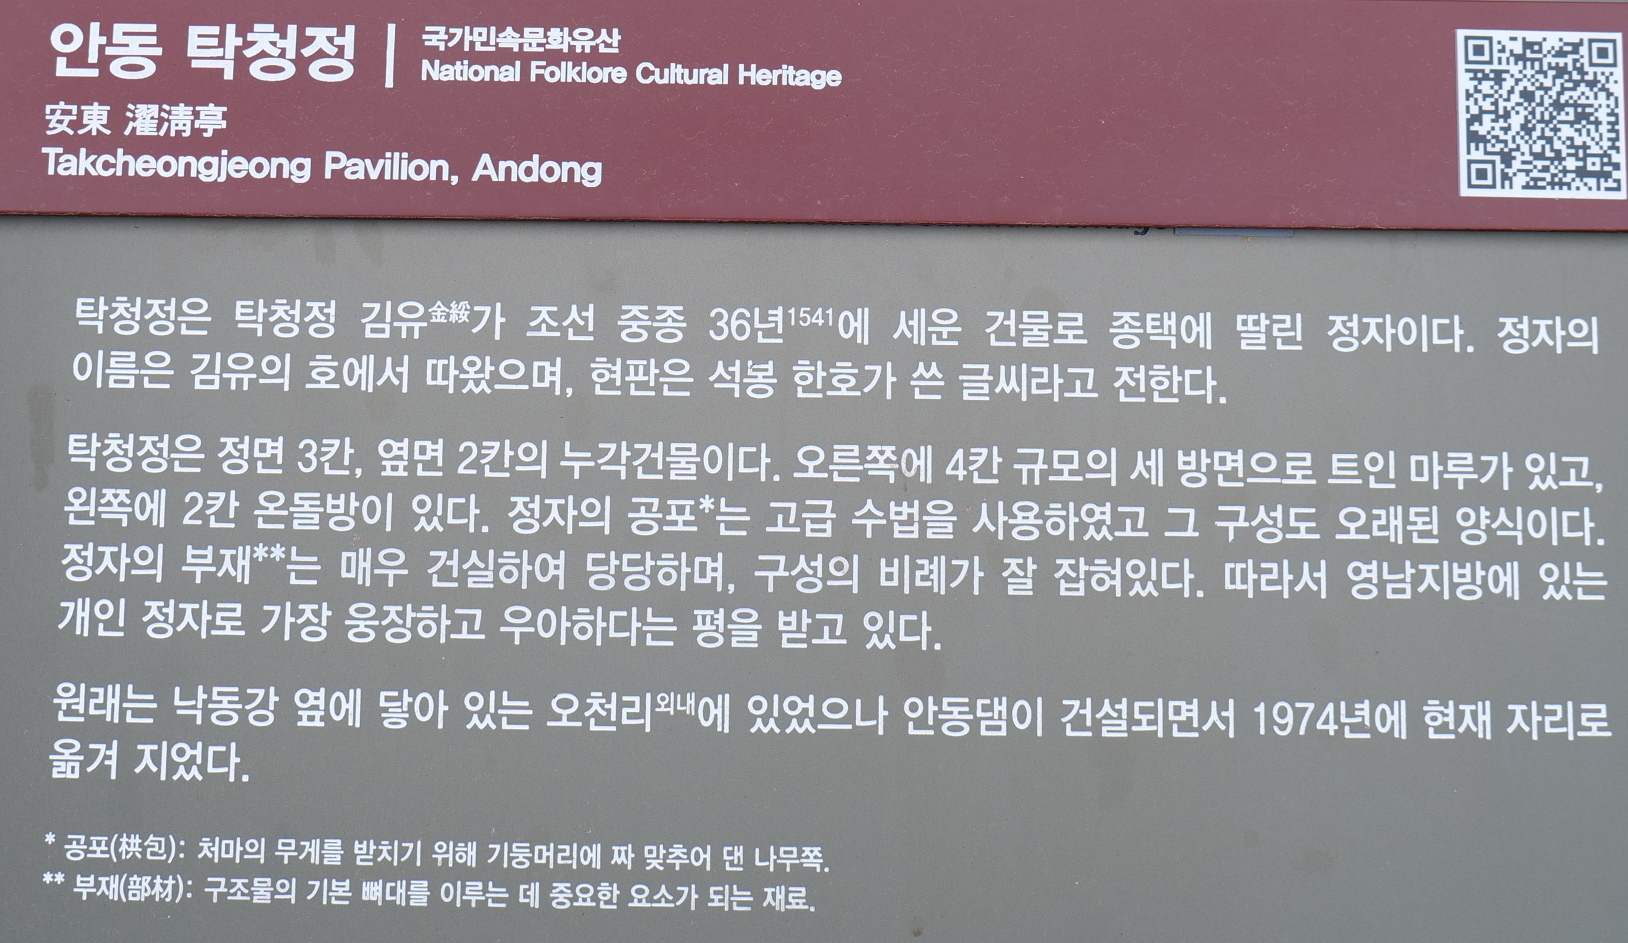 안동 탁청정
국가민속문화유산
National Folklore Cultural Heritage
安東 濯淸亭
Takcheongjeong Pavilion, Andong
탁청정은 탁청정 김유金綏가 조선 중종 36년1541에 세운 건물로 종택에 딸린 정자이다. 정자의
이름은 김유의 호에서 따왔으며, 현판은 석봉 한호가 쓴 글씨라고 전한다.
탁청정은 정면 3칸, 옆면 2칸의 누각건물이다. 오른쪽에 4칸 규모의 세 방면으로 트인 마루가 있고,
왼쪽에 2칸 온돌방이 있다. 정자의 공포*는 고급 수법을 사용하였고 그 구성도 오래된 양식이다.
정자의 부재**는 매우 건실하여 당당하며, 구성의 비례가 잘 잡혀있다. 따라서 영남지방에 있는
개인 정자로 가장 웅장하고 우아하다는 평을 받고 있다.
원래는 낙동강 옆에 닿아 있는 오천리외내에 있었으나 안동댐이 건설되면서 1974년에 현재 자리로
옮겨 지었다.
* 공포(栱包): 처마의 무게를 받치기 위해 기둥머리에 짜 맞추어 댄 나무쪽.
** 부재(部材): 구조물의 기본 뼈대를 이루는 데 중요한 요소가 되는 재료.